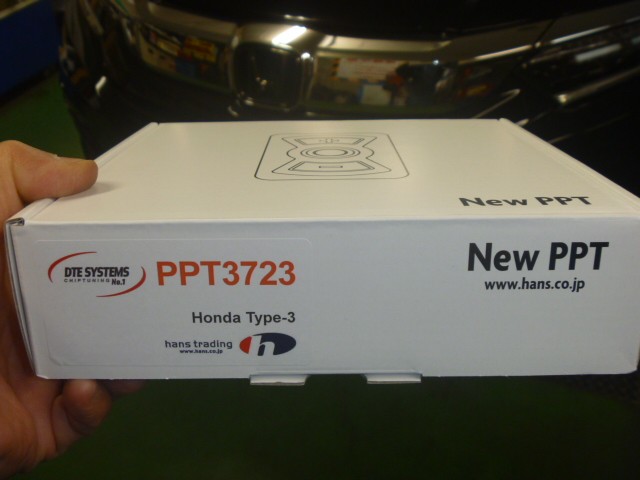 New PPT
DTE SYSTEMS
CHIPTUNING No.1
PPT3723
Honda Type-3
hans trading
www.hans.co.jp
h
New PPT
www.hans.co.jp